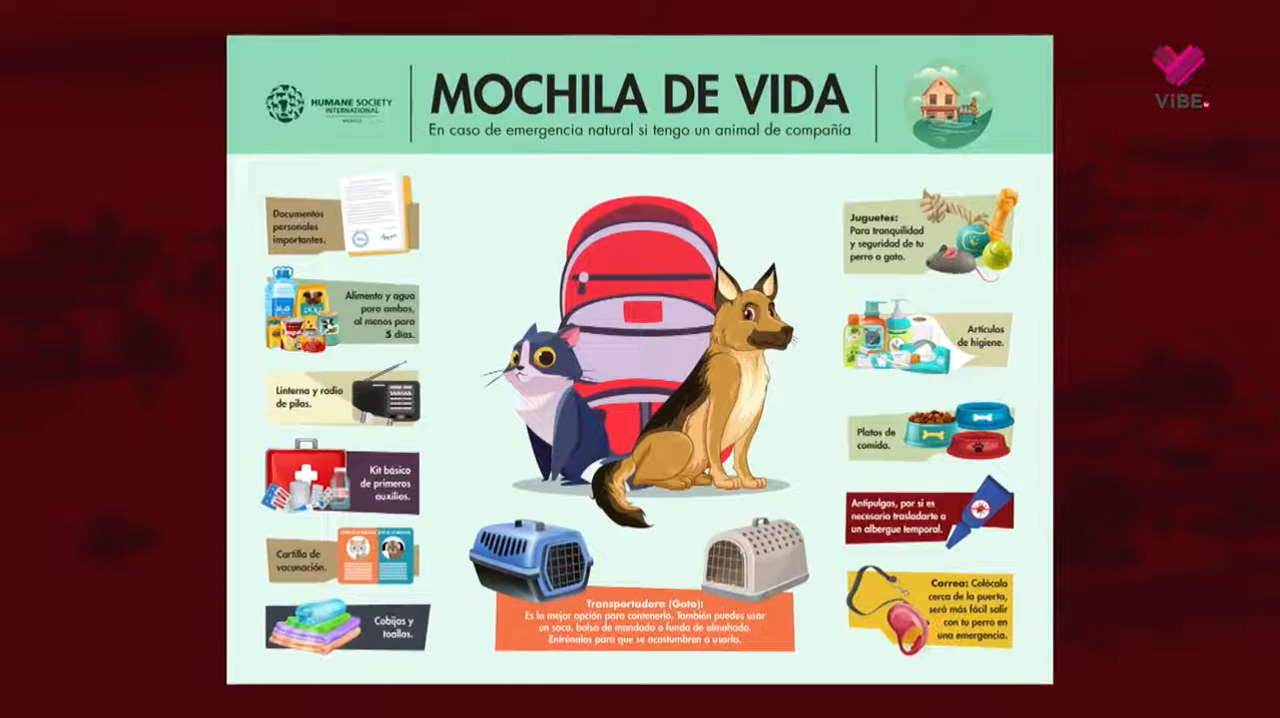 HUMANE SOCIETY
INTERNATIONAL
MÉXICO
MOCHILA DE VIDA
En caso de emergencia natural si tengo un animal de compañía
ViBE tv
Documentos
personales
importantes.
Alimento y agua
para ambos,
al menos para
5 días.
H₂O
DOG
Linterna y radio
de pilas.
Kit básico
de primeros
auxilios.
Cartilla de
vacunación.
Cobijas y
toallas.
Transportadora (Gato):
Es la mejor opción para contenerlo. También puedes usar
un saco, bolsa de mandado o funda de almohada.
Entrénalos para que se acostumbren a usarla.
Juguetes:
Para tranquilidad
y seguridad de tu
perro o gato.
Artículos
de higiene.
Platos de
comida.
Antipulgas, por si es
necesario trasladarte a
un albergue temporal.
Correa: Colócala
cerca de la puerta,
será más fácil salir
con tu perro en
una emergencia.